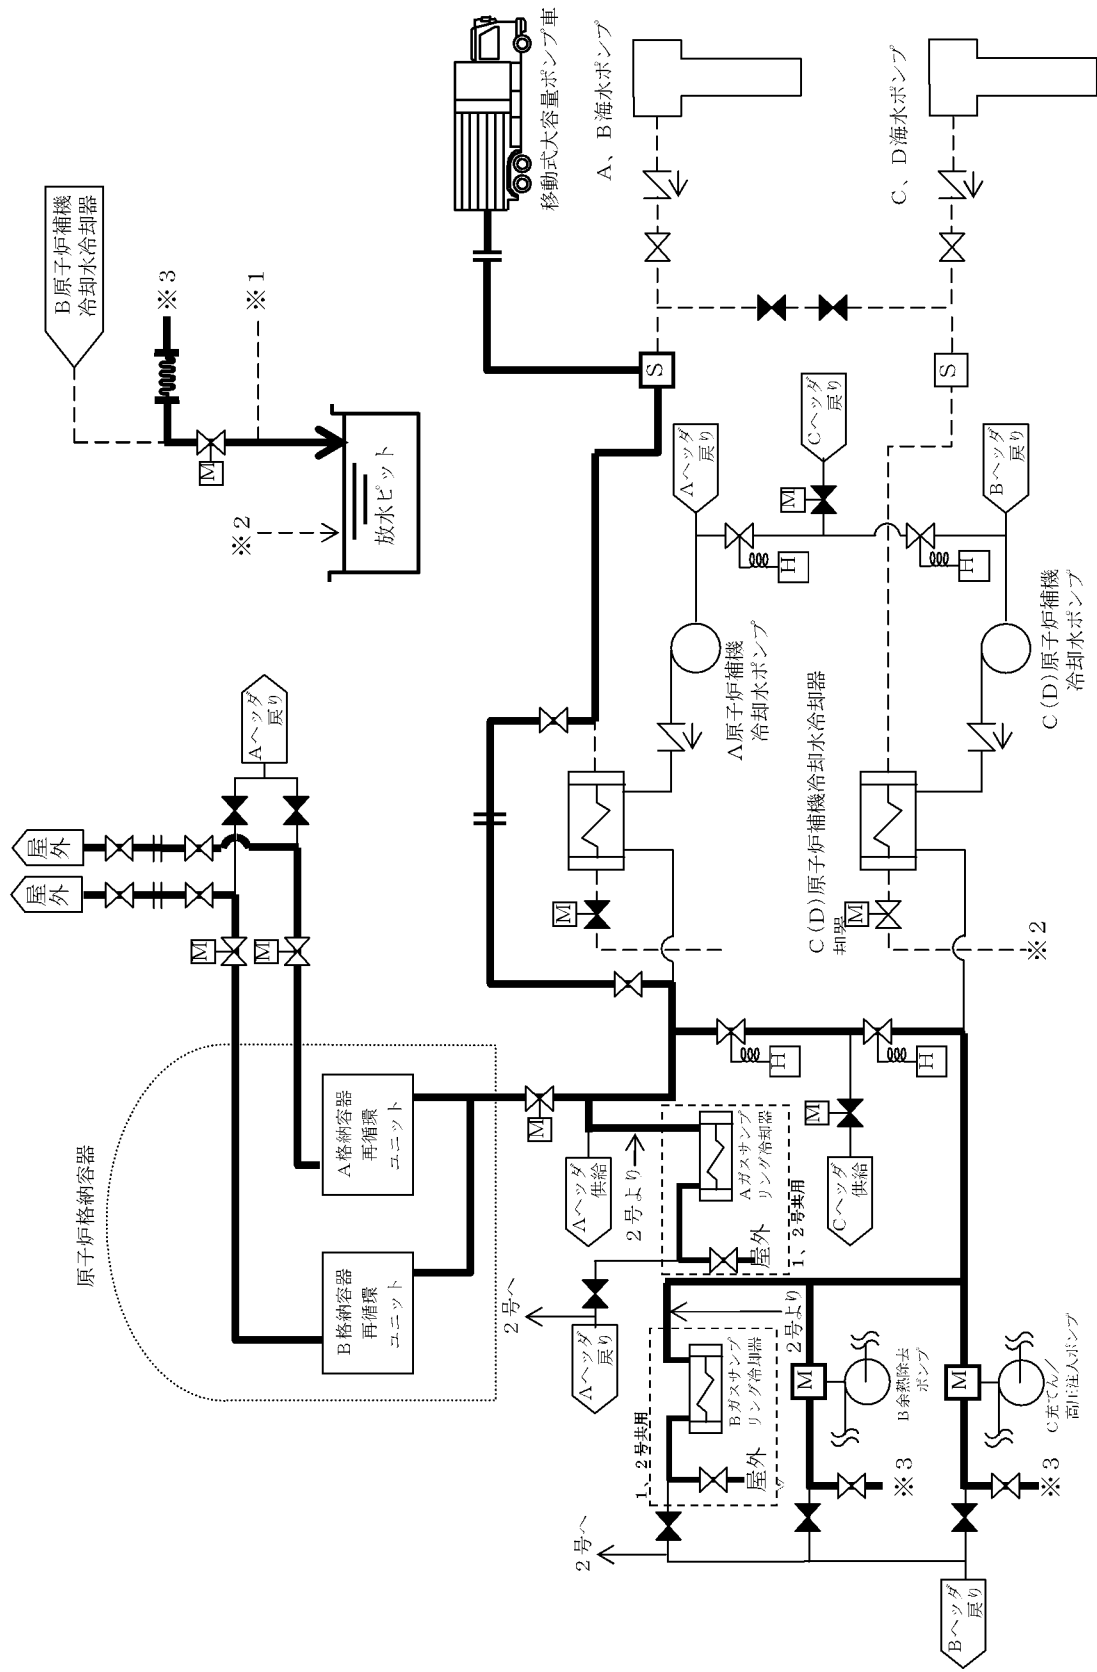 移動式大容量ポンプ車
A、B海水ポンプ
C、D海水ポンプ
B原子炉補機
冷却水冷却器
※3
※1
※2
M
放水ピット
S
S
Aヘッダ
戻り
Cヘッダ
戻り
Bヘッダ
戻り
M
H
H
A原子炉補機
冷却水ポンプ
C(D)原子炉補機
冷却水ポンプ
C(D)原子炉補機冷却水冷却器
却器
M
M
※2
Aヘッダ
戻り
屋外
屋外
M
M
原子炉格納容器
A格納容器
再循環
ユニット
B格納容器
再循環
ユニット
M
H
H
M
Aヘッダ
供給
2号より
Aガスサンプ
リング冷却器
屋外
1、2号共用
Cヘッダ
供給
2号へ
Aヘッダ
戻り
1、2号共用
Bガスサンプ
リング冷却器
屋外
2号より
M
B余熱除去
ポンプ
M
C充てん/
高圧注入ポンプ
※3
※3
2号へ
Bヘッダ
戻り